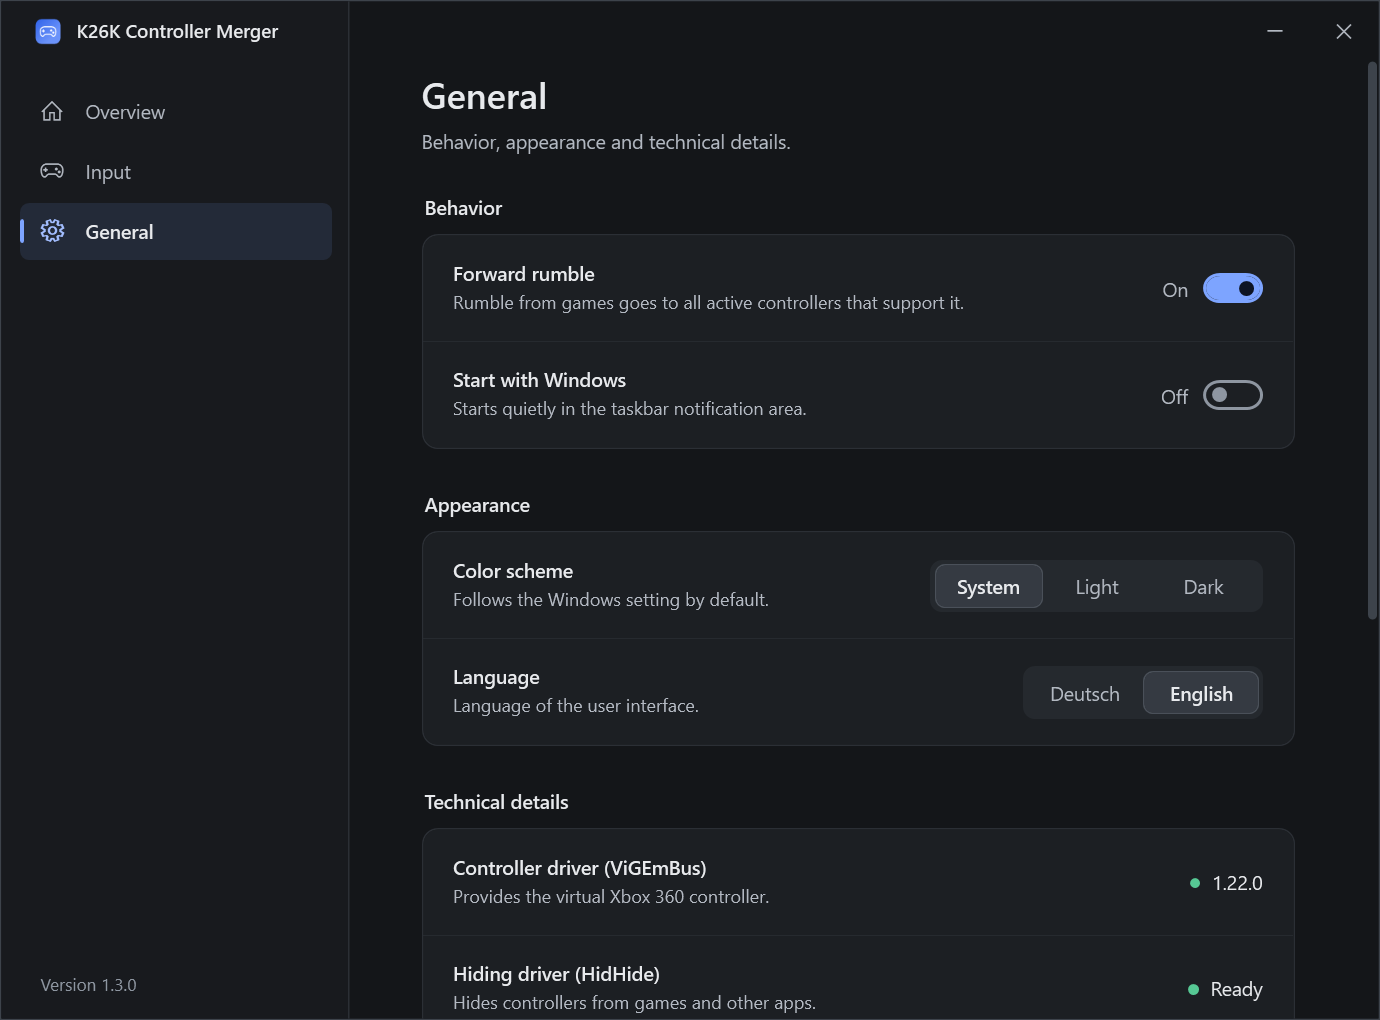 K26K Controller Merger
Overview
Input
General
Version 1.3.0
General
Behavior, appearance and technical details.
Behavior
Forward rumble
Rumble from games goes to all active controllers that support it.
On
Start with Windows
Starts quietly in the taskbar notification area.
Off
Appearance
Color scheme
Follows the Windows setting by default.
System Light Dark
Language
Language of the user interface.
Deutsch English
Technical details
Controller driver (ViGEmBus)
Provides the virtual Xbox 360 controller.
1.22.0
Hiding driver (HidHide)
Hides controllers from games and other apps.
Ready